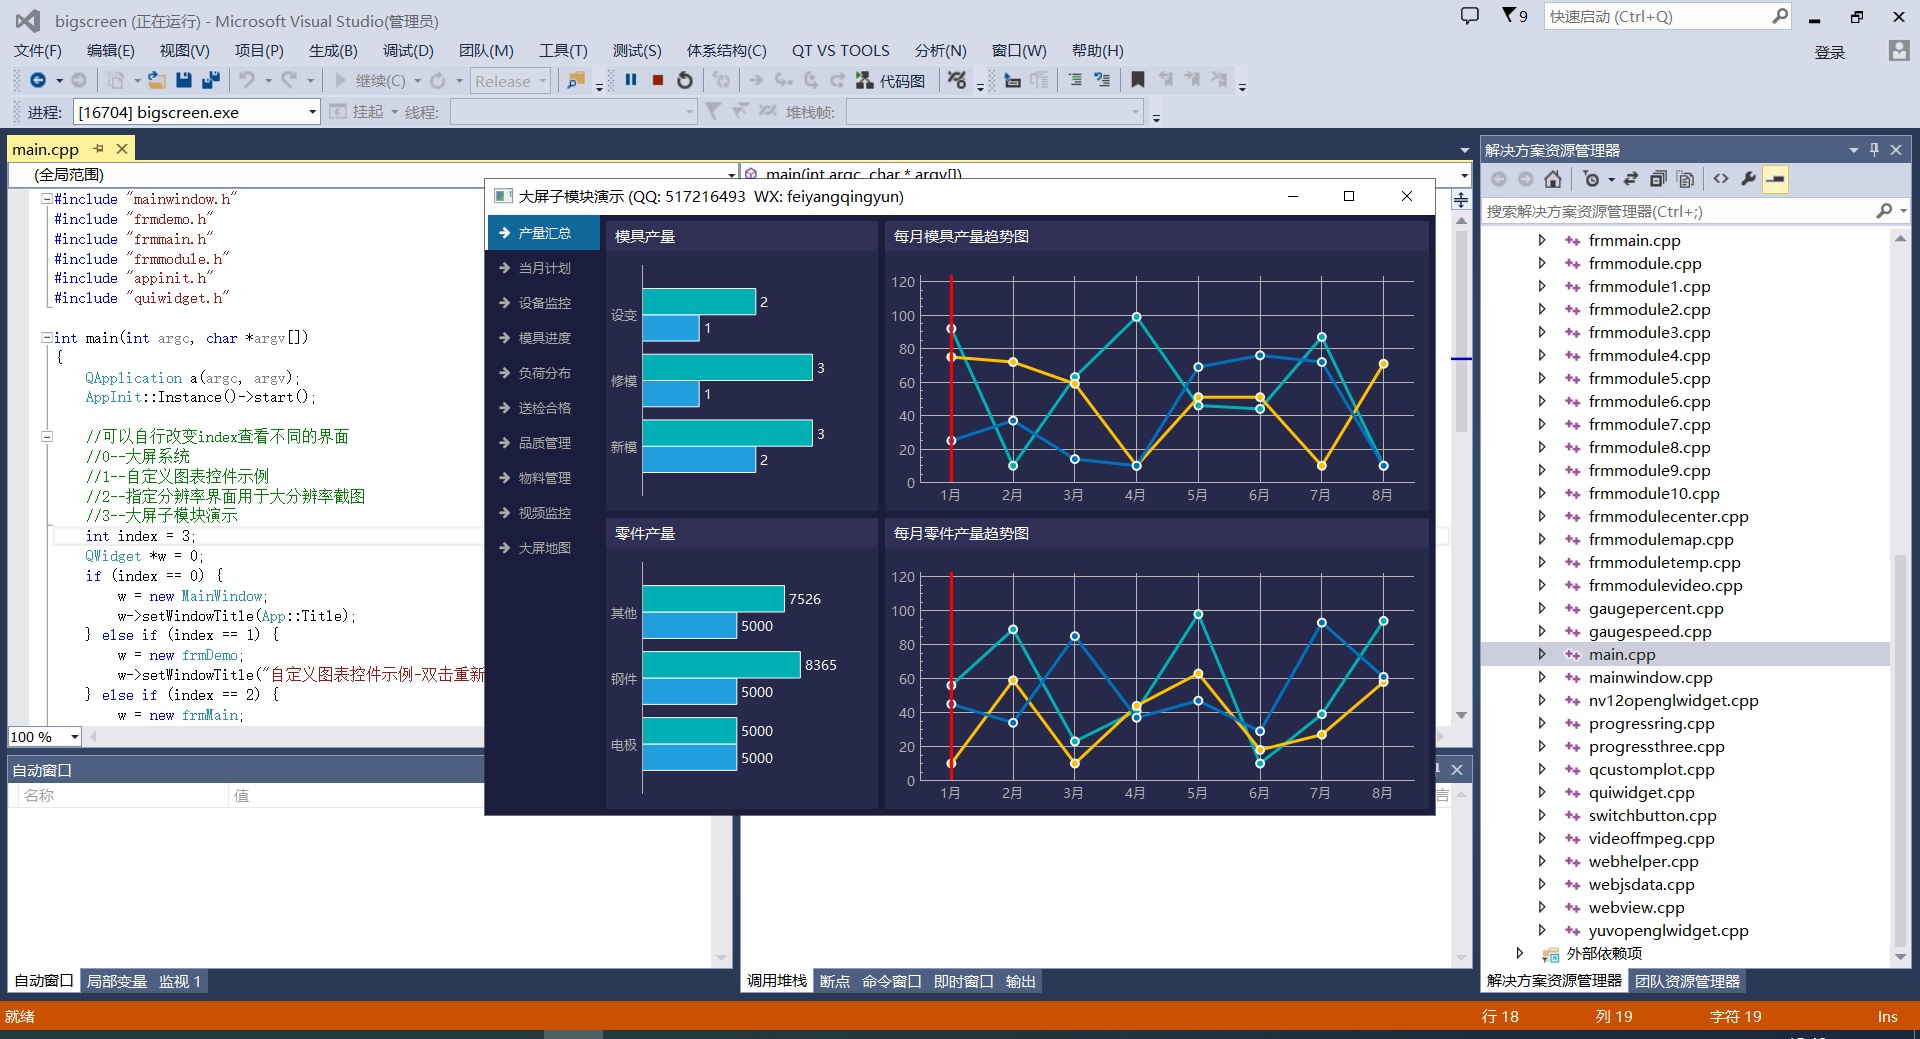 bigscreen (正在运行) - Microsoft Visual Studio(管理员)
9
快速启动 (Ctrl+Q)
文件(F) 编辑(E) 视图(V) 项目(P) 生成(B) 调试(D) 团队(M) 工具(T) 测试(S) 体系结构(C) QT VS TOOLS 分析(N) 窗口(W) 帮助(H)
登录
继续(C) Release 代码图
进程: [16704] bigscreen.exe 挂起 线程: 堆栈帧:
main.cpp
(全局范围)
main(int argc, char * argv[])
#include "mainwindow.h"
#include "frmdemo.h"
#include "frmmain.h"
#include "frmmodule.h"
#include "appinit.h"
#include "quiwidget.h"
int main(int argc, char *argv[])
{
QApplication a(argc, argv);
AppInit::Instance()->start();
//可以自行改变index查看不同的界面
//0--大屏系统
//1--自定义图表控件示例
//2--指定分辨率界面用于大分辨率截图
//3--大屏子模块演示
int index = 3;
QWidget *w = 0;
if (index == 0) {
w = new MainWindow;
w->setWindowTitle(App::Title);
} else if (index == 1) {
w = new frmDemo;
w->setWindowTitle("自定义图表控件示例-双击重新
} else if (index == 2) {
w = new frmMain;
100 %
自动窗口
名称 值
自动窗口 局部变量 监视 1
大屏子模块演示 (QQ: 517216493 WX: feiyangqingyun)
产量汇总
当月计划
设备监控
模具进度
负荷分布
送检合格
品质管理
物料管理
视频监控
大屏地图
模具产量
设变
2
1
修模
3
1
新模
3
2
每月模具产量趋势图
120
100
80
60
40
20
0
1月 2月 3月 4月 5月 6月 7月 8月
零件产量
其他
7526
5000
钢件
8365
5000
电极
5000
5000
每月零件产量趋势图
120
100
80
60
40
20
0
1月 2月 3月 4月 5月 6月 7月 8月
言
调用堆栈 断点 命令窗口 即时窗口 输出
解决方案资源管理器
搜索解决方案资源管理器(Ctrl+;)
frmmain.cpp
frmmodule.cpp
frmmodule1.cpp
frmmodule2.cpp
frmmodule3.cpp
frmmodule4.cpp
frmmodule5.cpp
frmmodule6.cpp
frmmodule7.cpp
frmmodule8.cpp
frmmodule9.cpp
frmmodule10.cpp
frmmodulecenter.cpp
frmmodulemap.cpp
frmmoduletemp.cpp
frmmodulevideo.cpp
gaugepercent.cpp
gaugespeed.cpp
main.cpp
mainwindow.cpp
nv12openglwidget.cpp
progressring.cpp
progressthree.cpp
qcustomplot.cpp
quiwidget.cpp
switchbutton.cpp
videoffmpeg.cpp
webhelper.cpp
webjsdata.cpp
webview.cpp
yuvopenglwidget.cpp
外部依赖项
解决方案资源管理器 团队资源管理器
就绪
行 18 列 19 字符 19 Ins